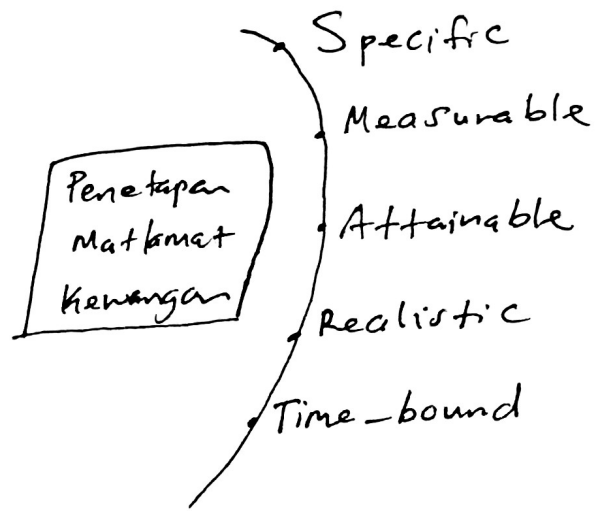 Specific
Measurable
Penetapan
Matlamat
Kewangan
Attainable
Realistic
Time-bound